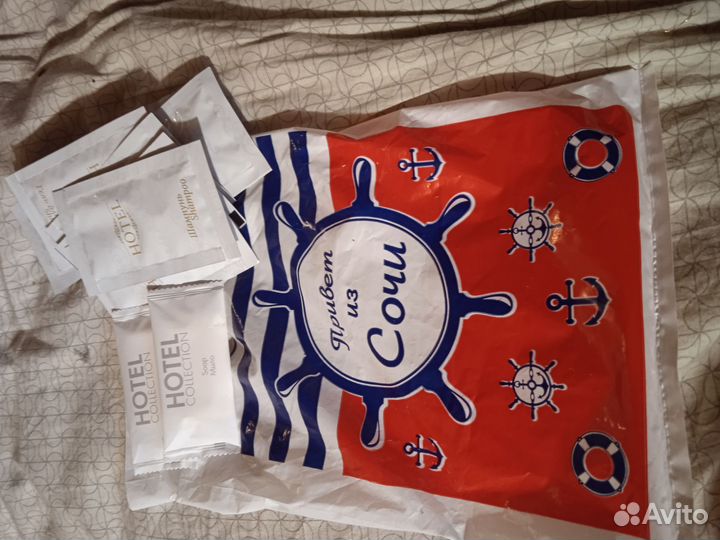 Привет
из
Сочи
HOTEL
Шампунь
Shampoo
HOTEL
COLLECTION
HOTEL
COLLECTION
Soap
Мыло
Avito